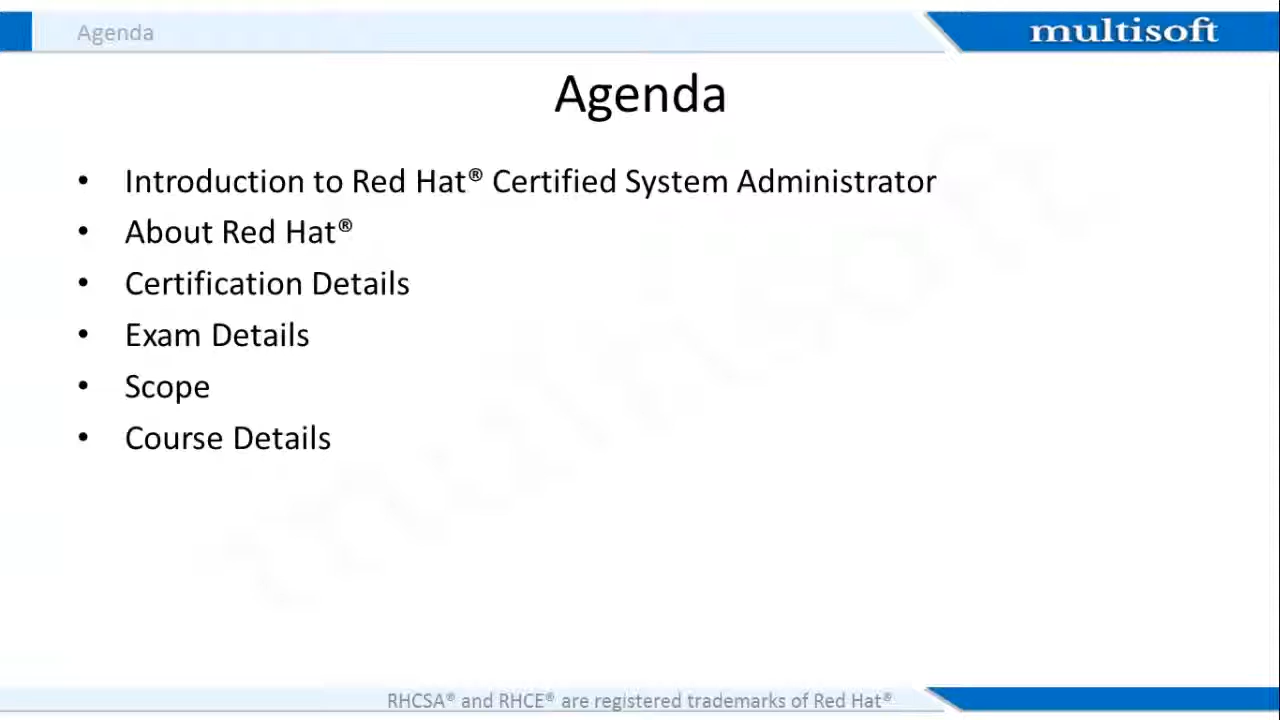 Agenda
multisoft
Agenda
• Introduction to Red Hat® Certified System Administrator
• About Red Hat®
• Certification Details
• Exam Details
• Scope
• Course Details
multisoft
RHCSA® and RHCE® are registered trademarks of Red Hat®